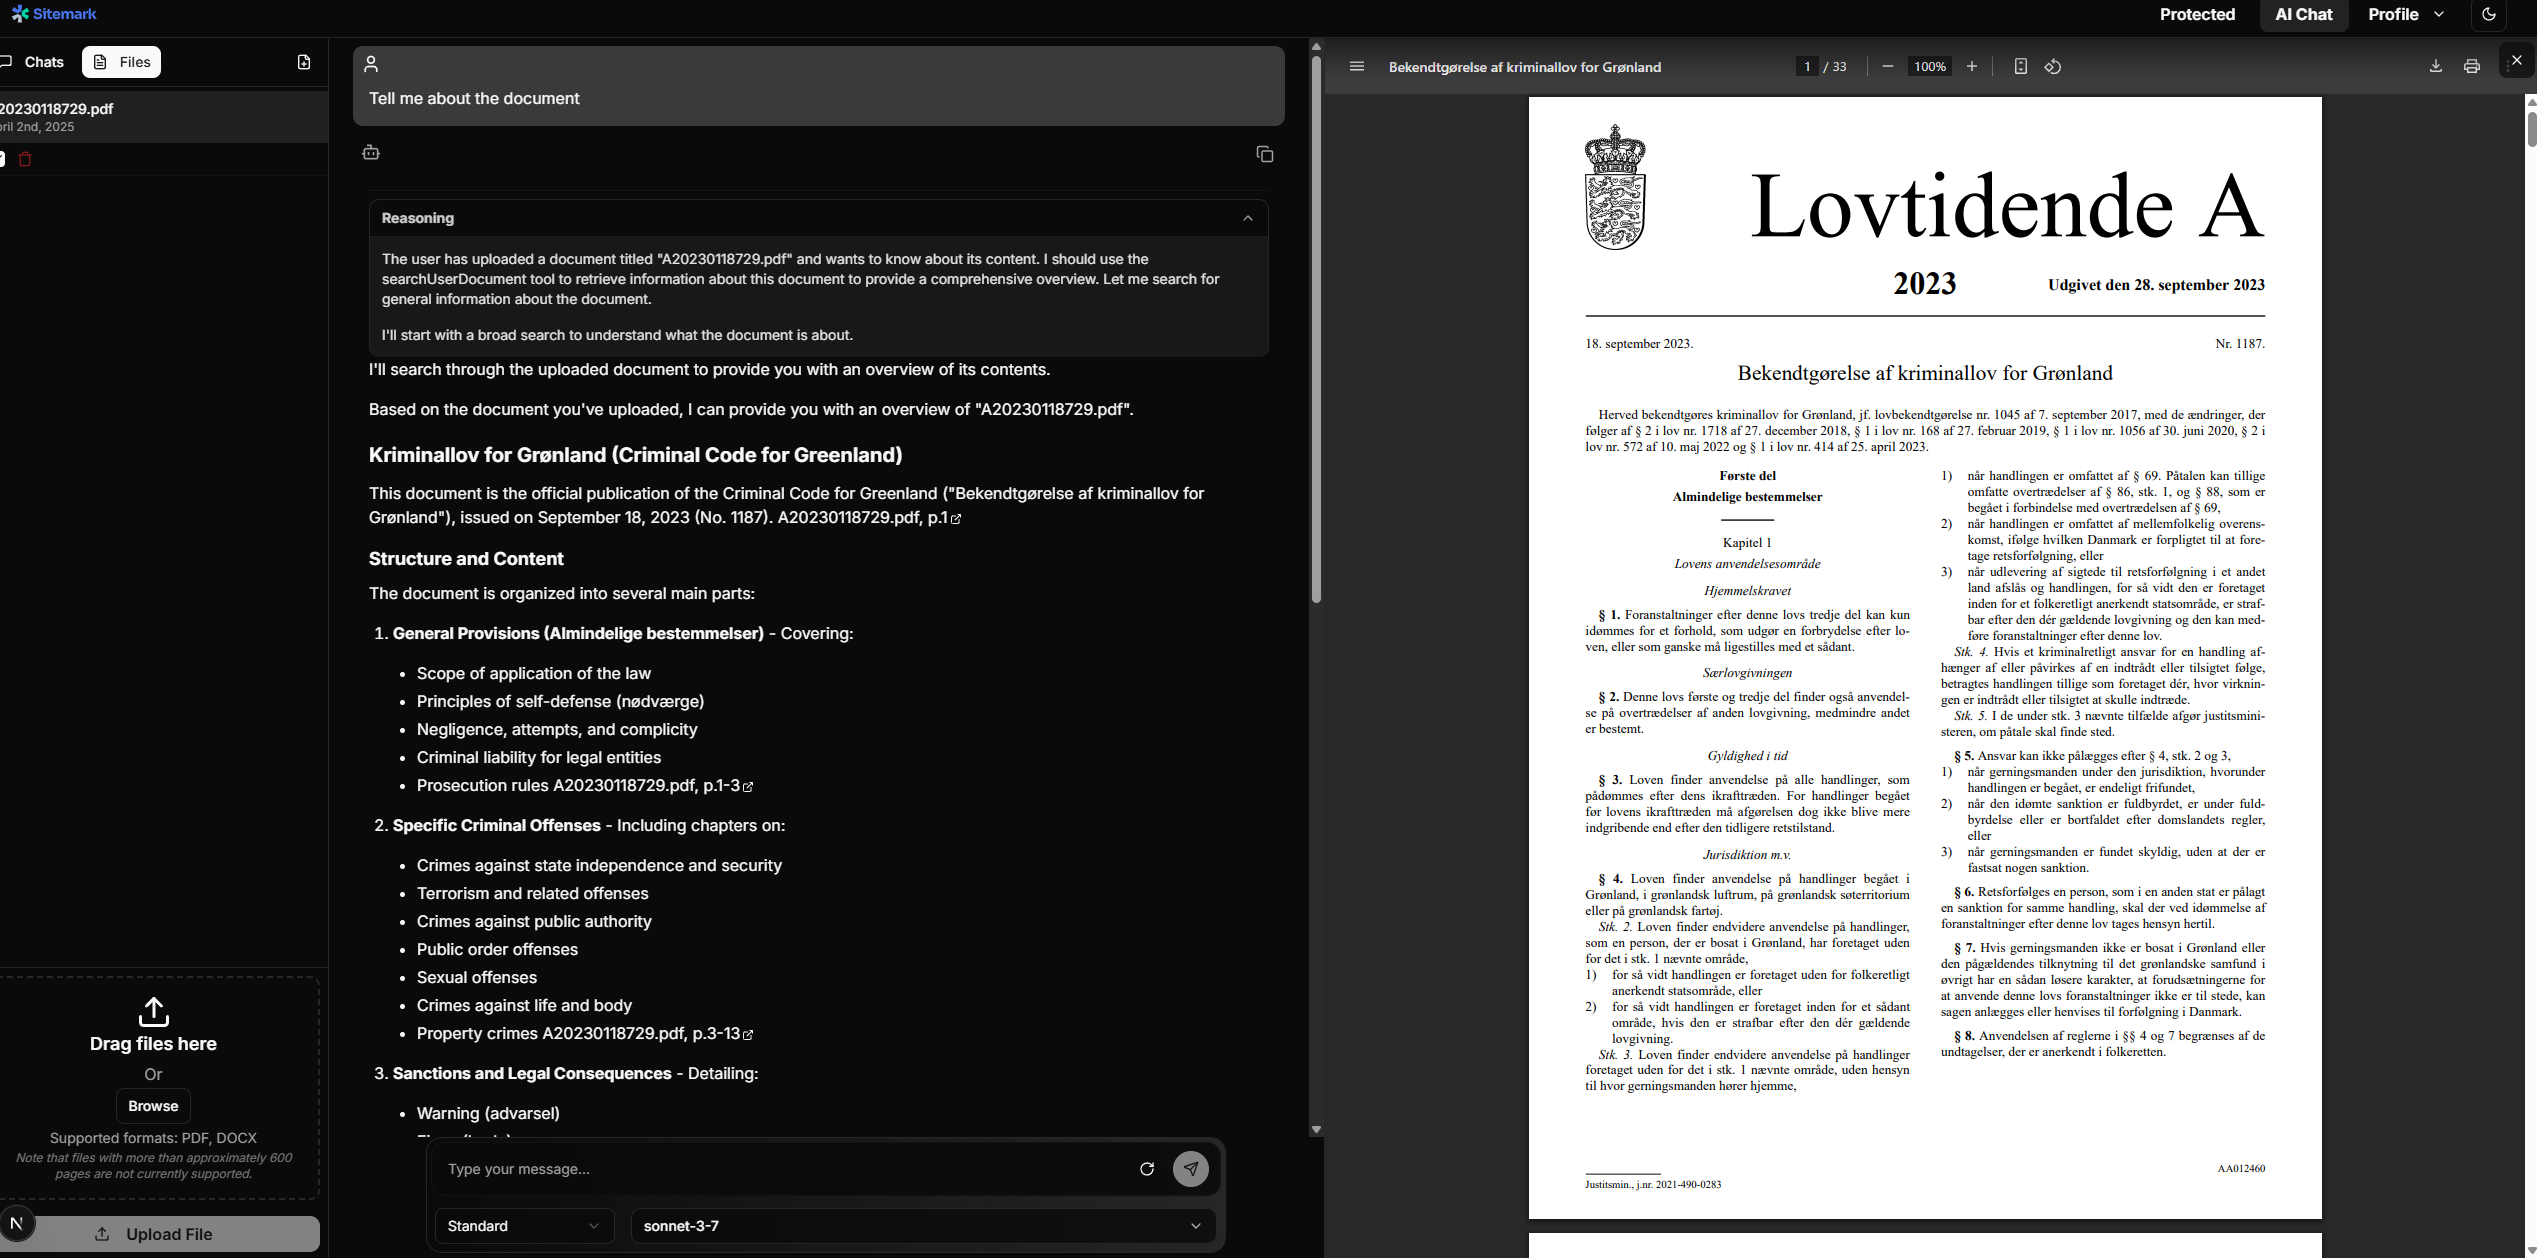 Sitemark
Protected
AI Chat
Profile
Chats
Files
20230118729.pdf
ril 2nd, 2025
Drag files here
Or
Browse
Supported formats: PDF, DOCX
Note that files with more than approximately 600
pages are not currently supported.
N
Upload File
Tell me about the document
Reasoning
The user has uploaded a document titled "A20230118729.pdf" and wants to know about its content. I should use the
searchUserDocument tool to retrieve information about this document to provide a comprehensive overview. Let me search for
general information about the document.
I'll start with a broad search to understand what the document is about.
I'll search through the uploaded document to provide you with an overview of its contents.
Based on the document you've uploaded, I can provide you with an overview of "A20230118729.pdf".
Kriminallov for Grønland (Criminal Code for Greenland)
This document is the official publication of the Criminal Code for Greenland ("Bekendtgørelse af kriminallov for
Grønland"), issued on September 18, 2023 (No. 1187). A20230118729.pdf, p.1
Structure and Content
The document is organized into several main parts:
1. General Provisions (Almindelige bestemmelser) - Covering:
• Scope of application of the law
• Principles of self-defense (nødværge)
• Negligence, attempts, and complicity
• Criminal liability for legal entities
• Prosecution rules A20230118729.pdf, p.1-3
2. Specific Criminal Offenses - Including chapters on:
• Crimes against state independence and security
• Terrorism and related offenses
• Crimes against public authority
• Public order offenses
• Sexual offenses
• Crimes against life and body
• Property crimes A20230118729.pdf, p.3-13
3. Sanctions and Legal Consequences - Detailing:
• Warning (advarsel)
Type your message...
Standard
sonnet-3-7
Bekendtgørelse af kriminallov for Grønland
1 / 33
100%
Lovtidende A
2023
Udgivet den 28. september 2023
18. september 2023.
Nr. 1187.
Bekendtgørelse af kriminallov for Grønland
Herved bekendtgøres kriminallov for Grønland, jf. lovbekendtgørelse nr. 1045 af 7. september 2017, med de ændringer, der
følger af § 2 i lov nr. 1718 af 27. december 2018, § 1 i lov nr. 168 af 27. februar 2019, § 1 i lov nr. 1056 af 30. juni 2020, § 2 i
lov nr. 572 af 10. maj 2022 og § 1 i lov nr. 414 af 25. april 2023.
Første del
Almindelige bestemmelser
Kapitel 1
Lovens anvendelsesområde
Hjemmelskravet
§ 1. Foranstaltninger efter denne lovs tredje del kan kun
idømmes for et forhold, som udgør en forbrydelse efter lo-
ven, eller som ganske må ligestilles med et sådant.
Særlovgivningen
§ 2. Denne lovs første og tredje del finder også anvendel-
se på overtrædelser af anden lovgivning, medmindre andet
er bestemt.
Gyldighed i tid
§ 3. Loven finder anvendelse på alle handlinger, som
pådømmes efter dens ikrafttræden. For handlinger begået
før lovens ikrafttræden må afgørelsen dog ikke blive mere
indgribende end efter den tidligere retstilstand.
Jurisdiktion m.v.
§ 4. Loven finder anvendelse på handlinger begået i
Grønland, i grønlandsk luftrum, på grønlandsk søterritorium
eller på grønlandsk fartøj.
Stk. 2. Loven finder endvidere anvendelse på handlinger,
som en person, der er bosat i Grønland, har foretaget uden
for det i stk. 1 nævnte område,
1) for så vidt handlingen er foretaget uden for folkeretligt
anerkendt statsområde, eller
2) for så vidt handlingen er foretaget inden for et sådant
område, hvis den er strafbar efter den dér gældende
lovgivning.
Stk. 3. Loven finder endvidere anvendelse på handlinger
foretaget uden for det i stk. 1 nævnte område, uden hensyn
til hvor gerningsmanden hører hjemme,
1) når handlingen er omfattet af § 69. Påtalen kan tillige
omfatte overtrædelser af § 86, stk. 1, og § 88, som er
begået i forbindelse med overtrædelsen af § 69,
2) når handlingen er omfattet af mellemfolkelig overens-
komst, ifølge hvilken Danmark er forpligtet til at fore-
tage retsforfølgning, eller
3) når udlevering af sigtede til retsforfølgning i et andet
land afslås og handlingen, for så vidt den er foretaget
inden for et folkeretligt anerkendt statsområde, er straf-
bar efter den dér gældende lovgivning og den kan med-
føre foranstaltninger efter denne lov.
Stk. 4. Hvis et kriminalretligt ansvar for en handling af-
hænger af eller påvirkes af en indtrådt eller tilsigtet følge,
betragtes handlingen tillige som foretaget dér, hvor virknin-
gen er indtrådt eller tilsigtet at skulle indtræde.
Stk. 5. I de under stk. 3 nævnte tilfælde afgør justitsmini-
steren, om påtale skal finde sted.
§ 5. Ansvar kan ikke pålægges efter § 4, stk. 2 og 3,
1) når gerningsmanden under den jurisdiktion, hvorunder
handlingen er begået, er endeligt frifundet,
2) når den idømte sanktion er fuldbyrdet, er under fuld-
byrdelse eller er bortfaldet efter domslandets regler,
eller
3) når gerningsmanden er fundet skyldig, uden at der er
fastsat nogen sanktion.
§ 6. Retsforfølges en person, som i en anden stat er pålagt
en sanktion for samme handling, skal der ved idømmelse af
foranstaltninger efter denne lov tages hensyn hertil.
§ 7. Hvis gerningsmanden ikke er bosat i Grønland eller
den pågældendes tilknytning til det grønlandske samfund i
øvrigt har en sådan løsere karakter, at forudsætningerne for
at anvende denne lovs foranstaltninger ikke er til stede, kan
sagen anlægges eller henvises til forfølgning i Danmark.
§ 8. Anvendelsen af reglerne i §§ 4 og 7 begrænses af de
undtagelser, der er anerkendt i folkeretten.
Justitsmin., j.nr. 2021-490-0283
AA012460